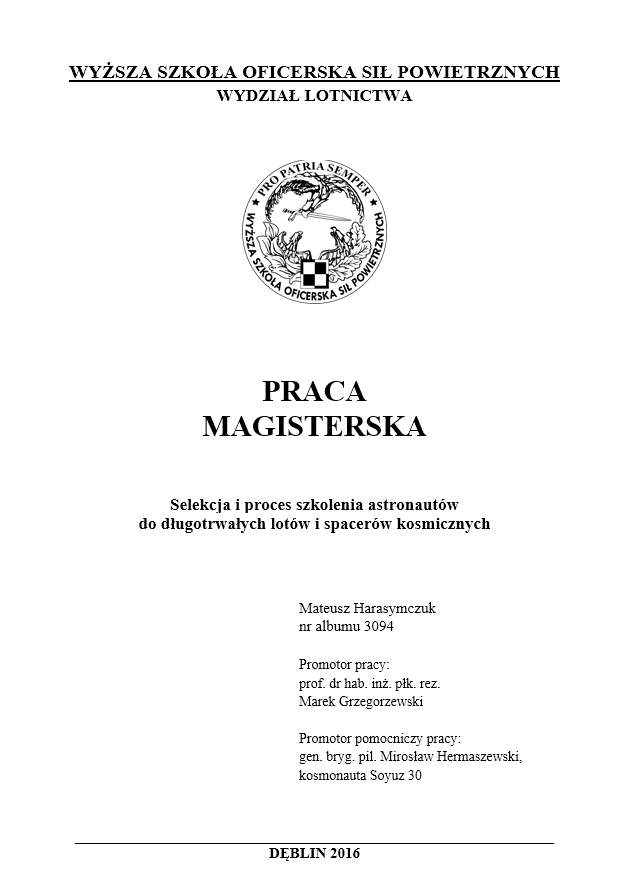 WYŻSZA SZKOŁA OFICERSKA SIŁ POWIETRZNYCH
WYDZIAŁ LOTNICTWA
★ PRO PATRIA SEMPER ★
WYŻSZA SZKOŁA OFICERSKA SIŁ POWIETRZNYCH
PRACA
MAGISTERSKA
Selekcja i proces szkolenia astronautów
do długotrwałych lotów i spacerów kosmicznych
Mateusz Harasymczuk
nr albumu 3094
Promotor pracy:
prof. dr hab. inż. płk. rez.
Marek Grzegorzewski
Promotor pomocniczy pracy:
gen. bryg. pil. Mirosław Hermaszewski,
kosmonauta Soyuz 30
DĘBLIN 2016